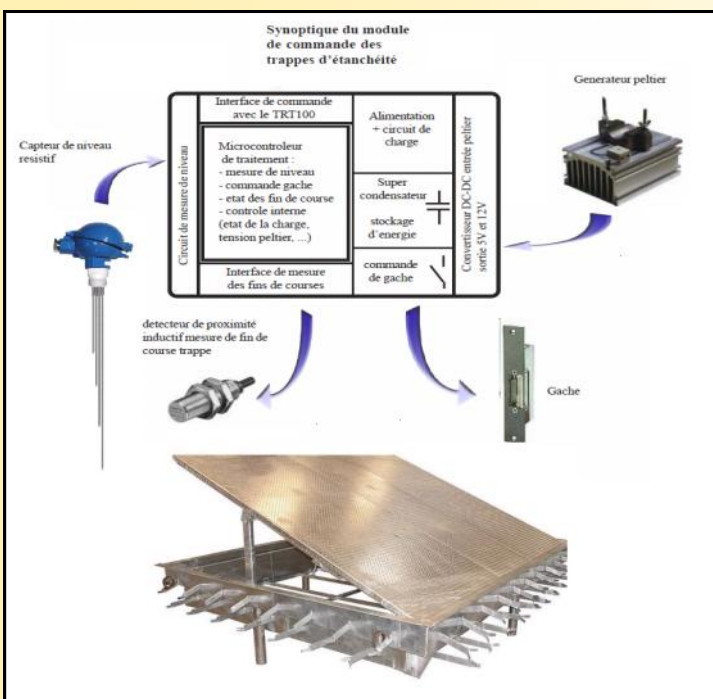 Synoptique du module
de commande des
trappes d'étanchéité
Generateur peltier
Capteur de niveau
resistif
Circuit de mesure de niveau
Interface de commande
avec le TRT100
Microcontroleur
de traitement :
- mesure de niveau
- commande gache
- etat des fin de course
- controle interne
(etat de la charge,
tension peltier, ...)
Interface de mesure
des fins de courses
Alimentation
+ circuit de
charge
Super
condensateur
stockage
d'energie
commande
de gache
Convertisseur DC-DC entrée peltier
sortie 5V et 12V
detecteur de proximité
inductif mesure de fin de
course trappe
Gache